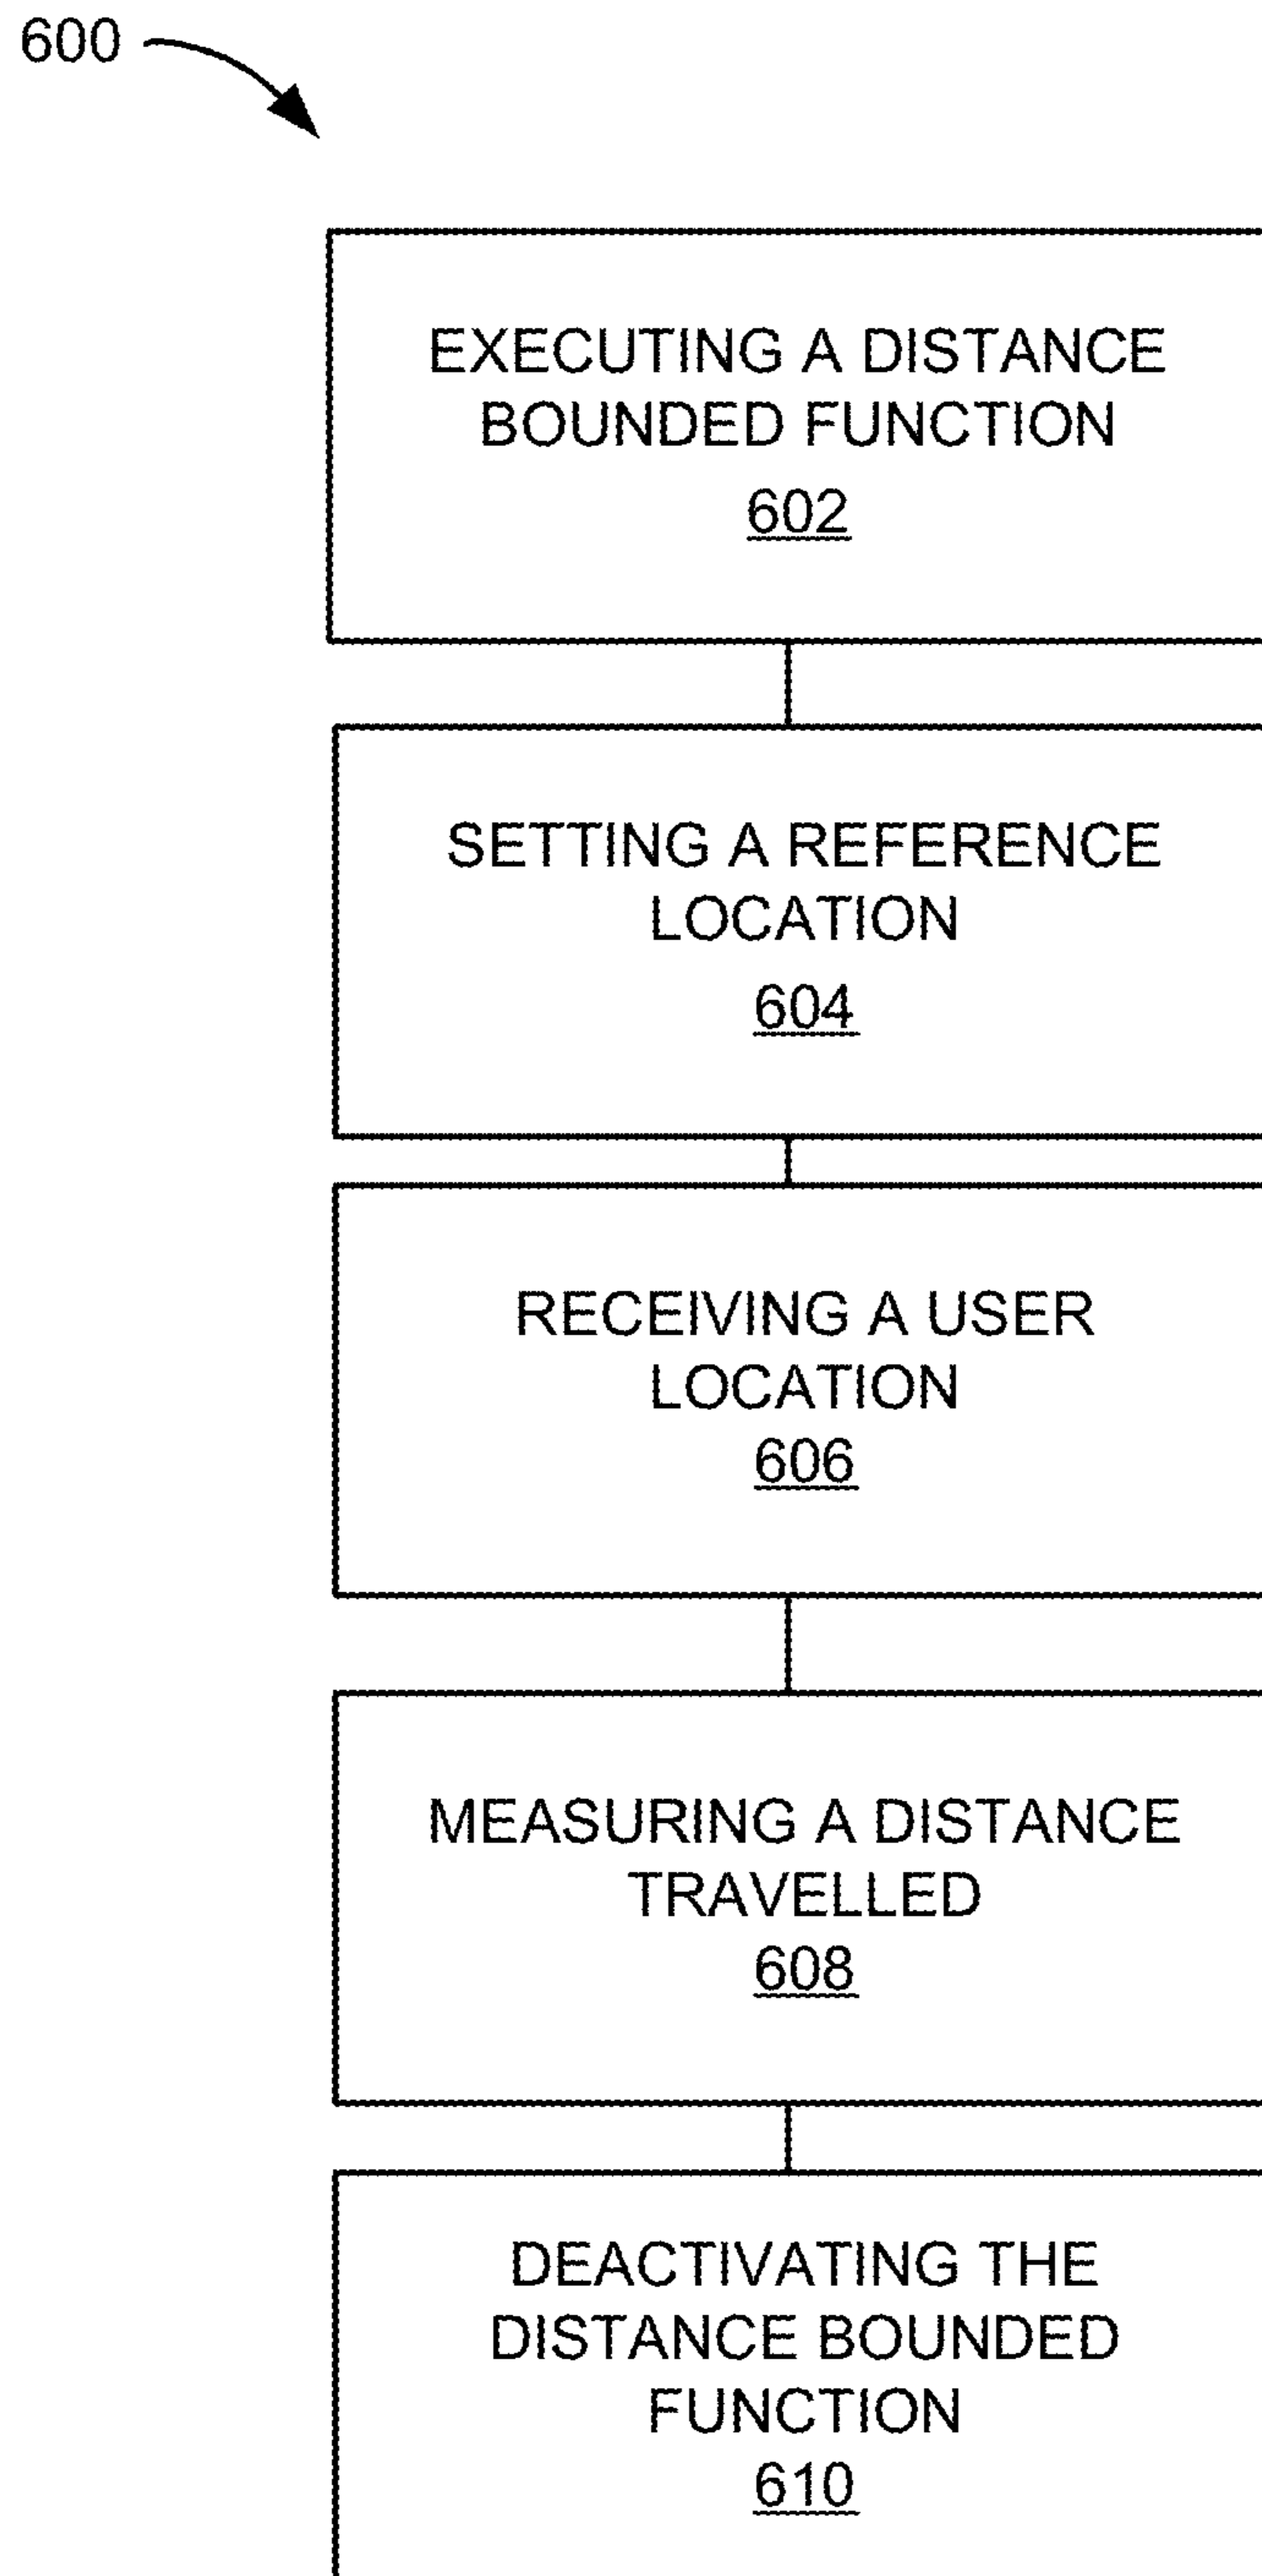 600
EXECUTING A DISTANCE
BOUNDED FUNCTION
602
SETTING A REFERENCE
LOCATION
604
RECEIVING A USER
LOCATION
606
MEASURING A DISTANCE
TRAVELLED
608
DEACTIVATING THE
DISTANCE BOUNDED
FUNCTION
610